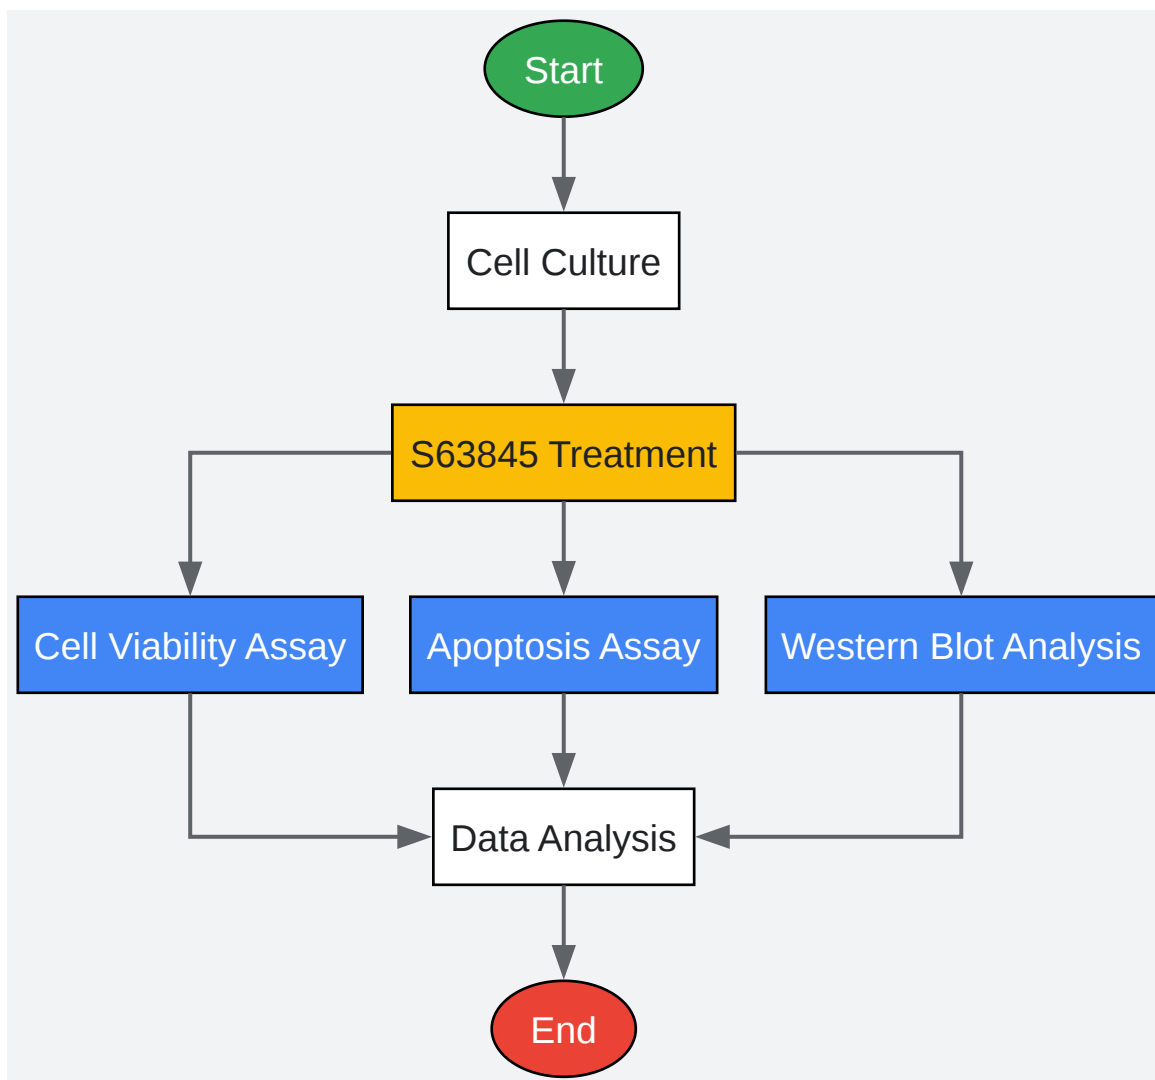 Start
Cell Culture
S63845 Treatment
Cell Viability Assay
Apoptosis Assay
Western Blot Analysis
Data Analysis
End